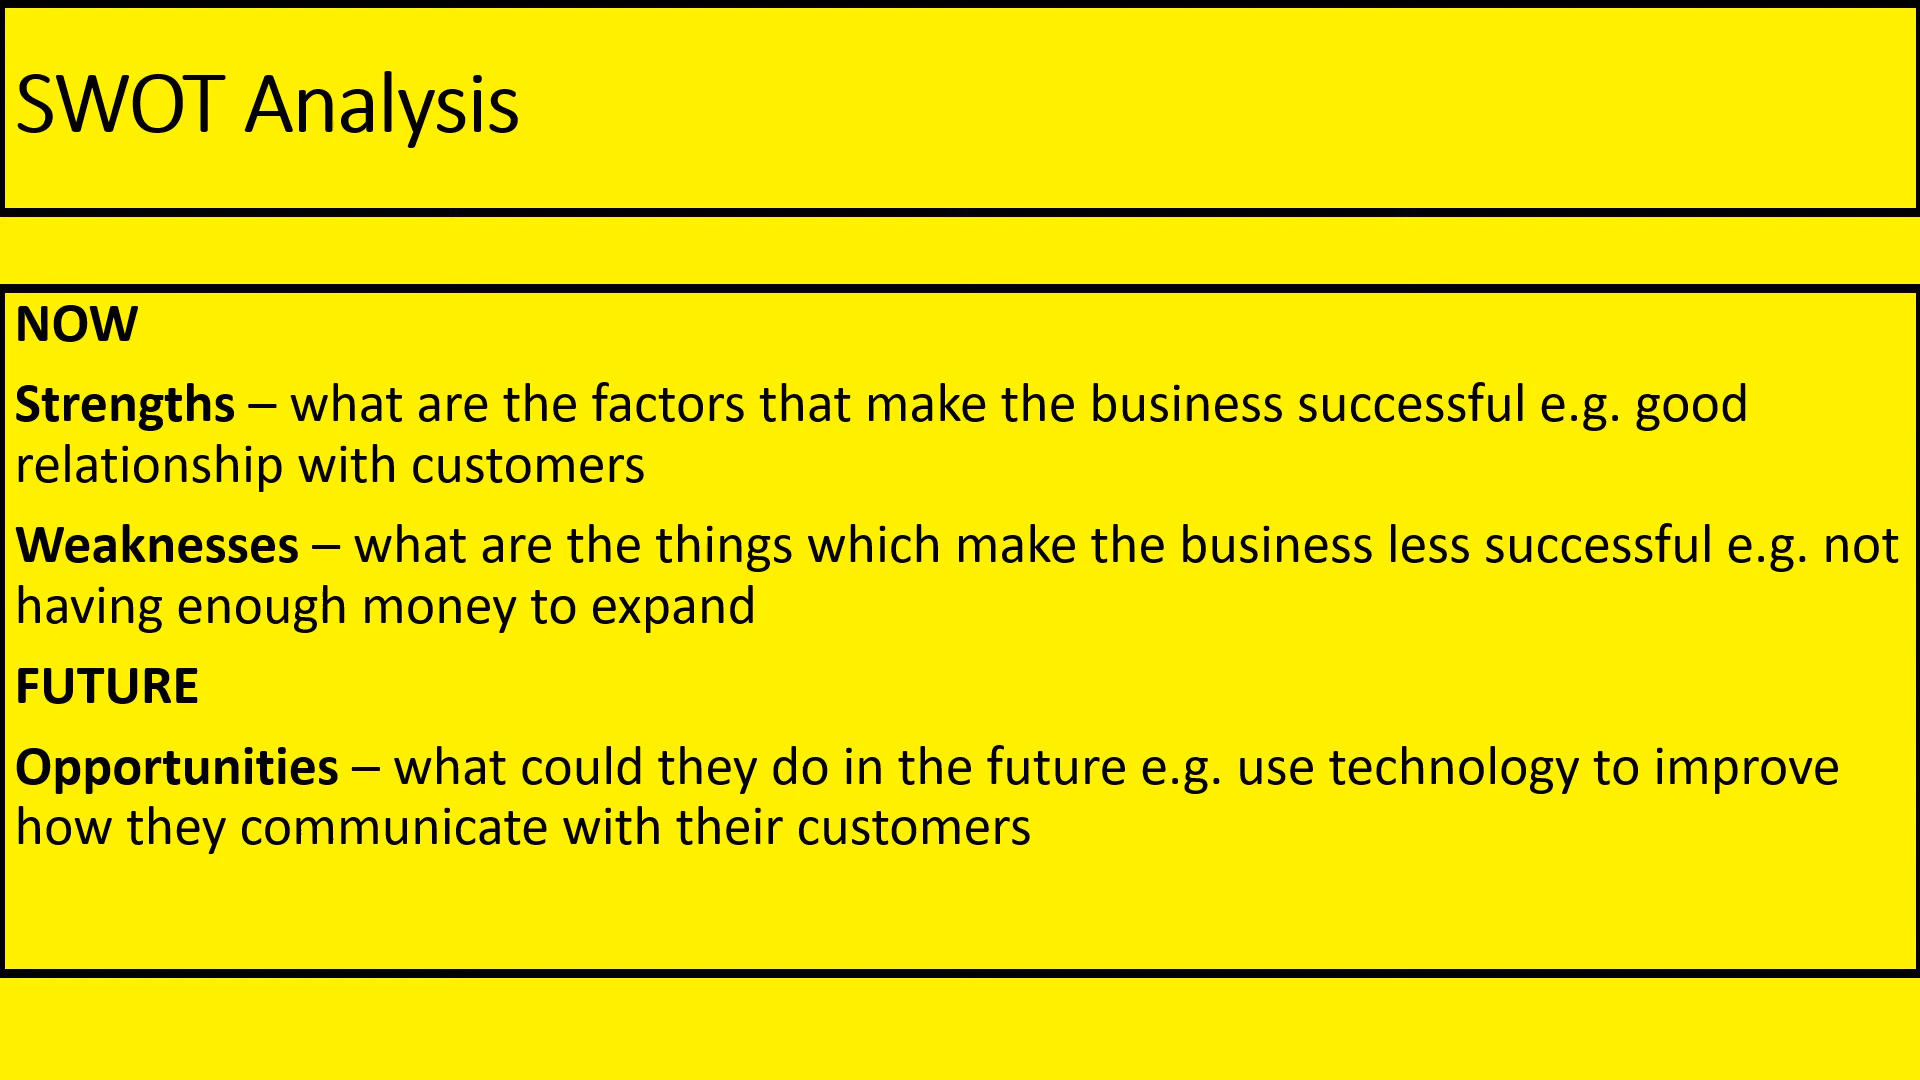 SWOT Analysis
NOW
Strengths – what are the factors that make the business successful e.g. good
relationship with customers
Weaknesses – what are the things which make the business less successful e.g. not
having enough money to expand
FUTURE
Opportunities – what could they do in the future e.g. use technology to improve
how they communicate with their customers